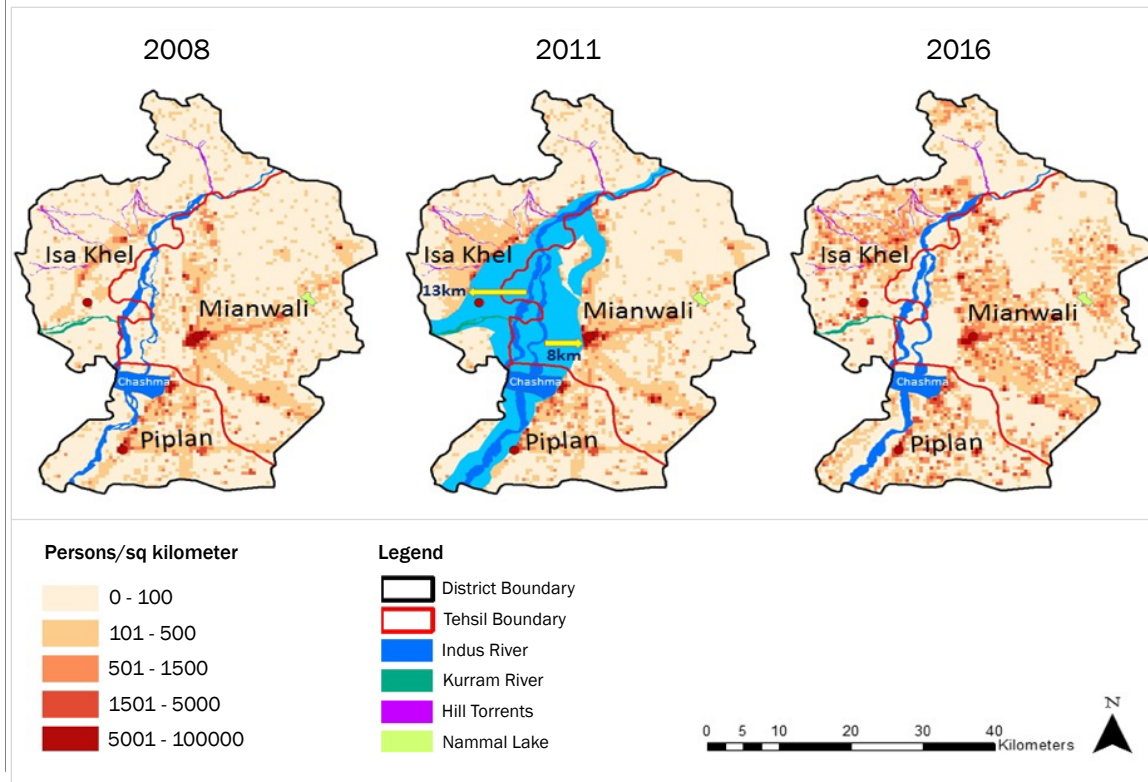 2008
2011
2016
Isa Khel
Mianwali
Chashma
Piplan
Isa Khel
13km
Mianwali
8km
Chashma
Piplan
Isa Khel
Mianwali
Chashma
Piplan
Persons/sq kilometer
0 - 100
101 - 500
501 - 1500
1501 - 5000
5001 - 100000
Legend
District Boundary
Tehsil Boundary
Indus River
Kurram River
Hill Torrents
Nammal Lake
N
0 5 10 20 30 40
Kilometers